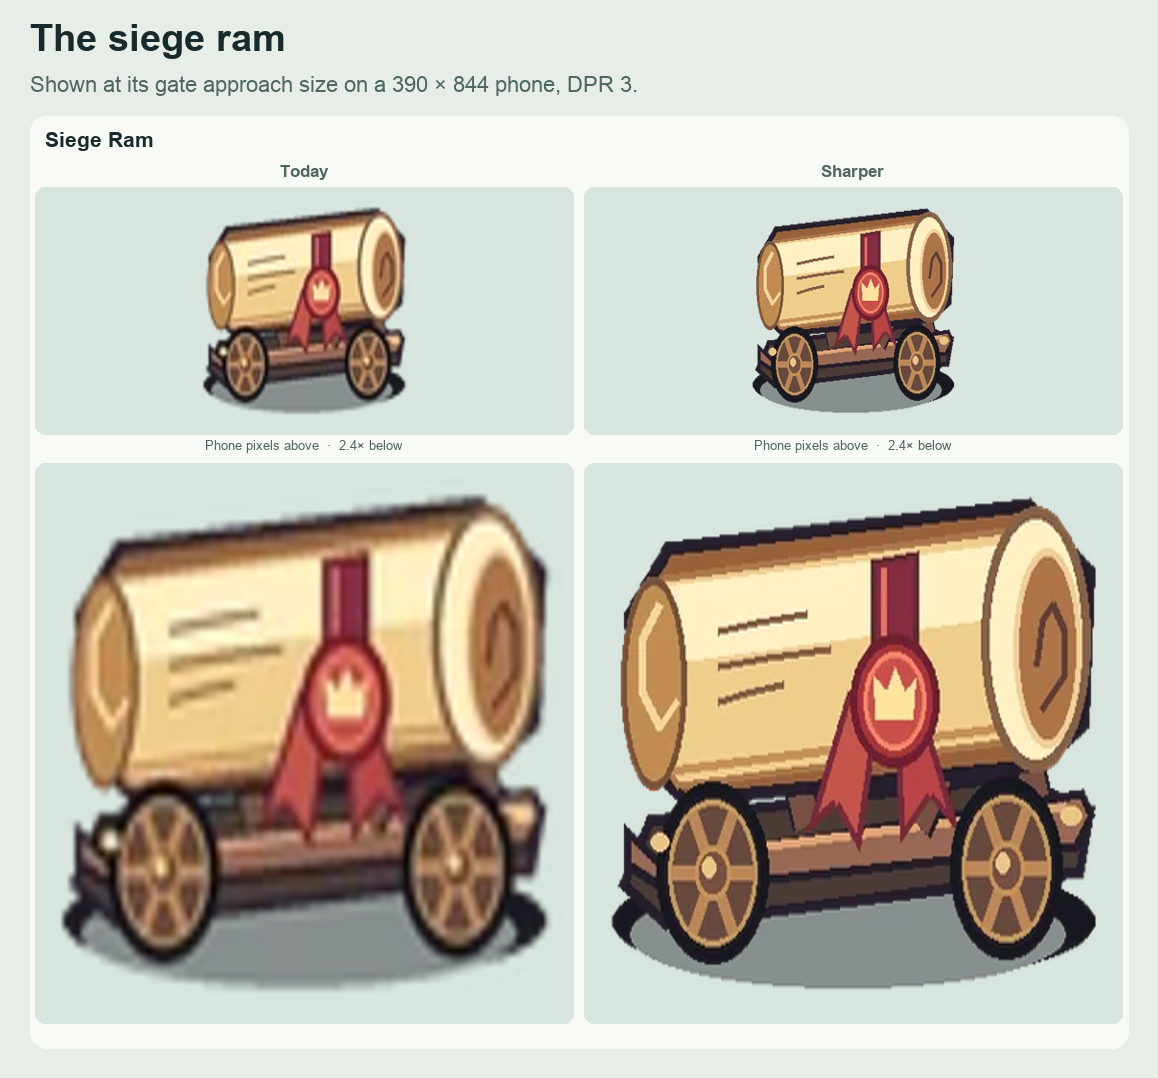 The siege ram
Shown at its gate approach size on a 390 × 844 phone, DPR 3.
Siege Ram
Today
Sharper
Phone pixels above · 2.4× below
Phone pixels above · 2.4× below